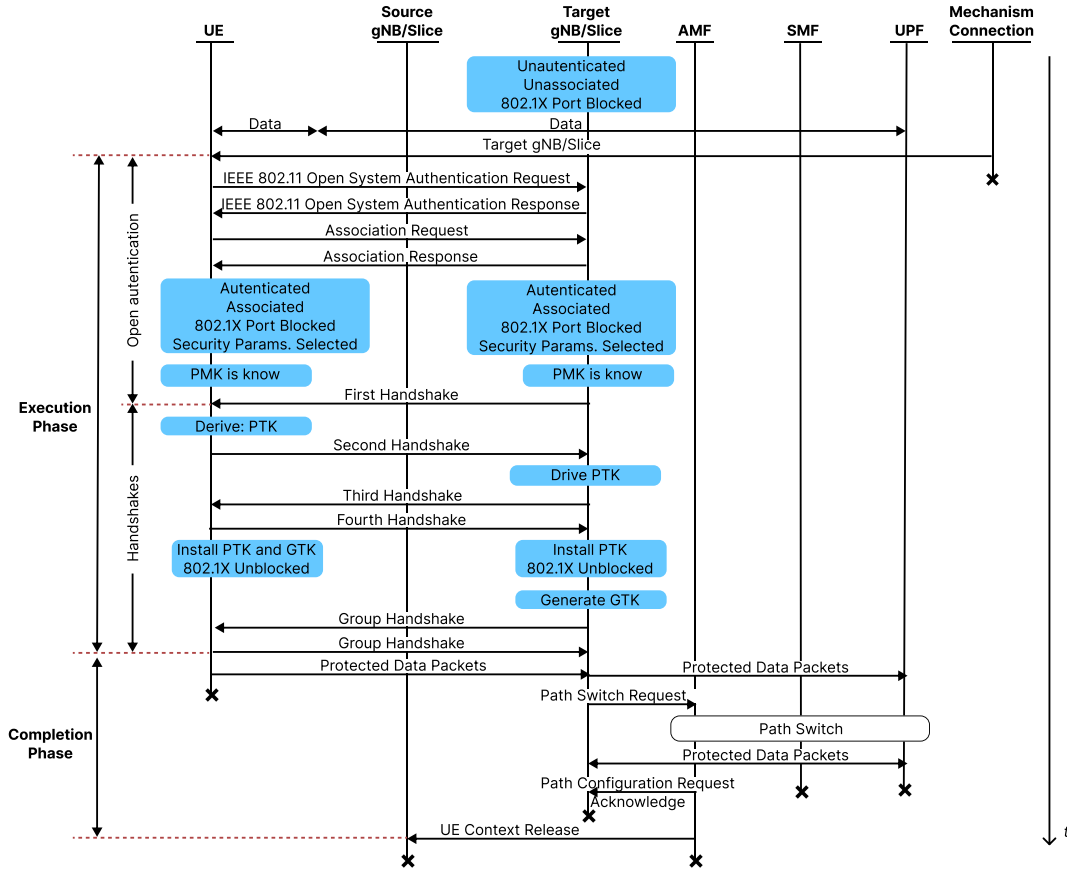 Source
gNB/Slice
Target
gNB/Slice
Mechanism
Connection
UE
AMF
SMF
UPF
Unautenticated
Unassociated
802.1X Port Blocked
Data
Data
Target gNB/Slice
IEEE 802.11 Open System Authentication Request
IEEE 802.11 Open System Authentication Response
Association Request
Association Response
Open autentication
Autenticated
Associated
802.1X Port Blocked
Security Params. Selected
Autenticated
Associated
802.1X Port Blocked
Security Params. Selected
PMK is know
PMK is know
First Handshake
Execution
Phase
Derive: PTK
Second Handshake
Drive PTK
Handshakes
Third Handshake
Fourth Handshake
Install PTK and GTK
802.1X Unblocked
Install PTK
802.1X Unblocked
Generate GTK
Group Handshake
Group Handshake
Protected Data Packets
Protected Data Packets
Path Switch Request
Completion
Phase
Path Switch
Protected Data Packets
Path Configuration Request
Acknowledge
UE Context Release
t